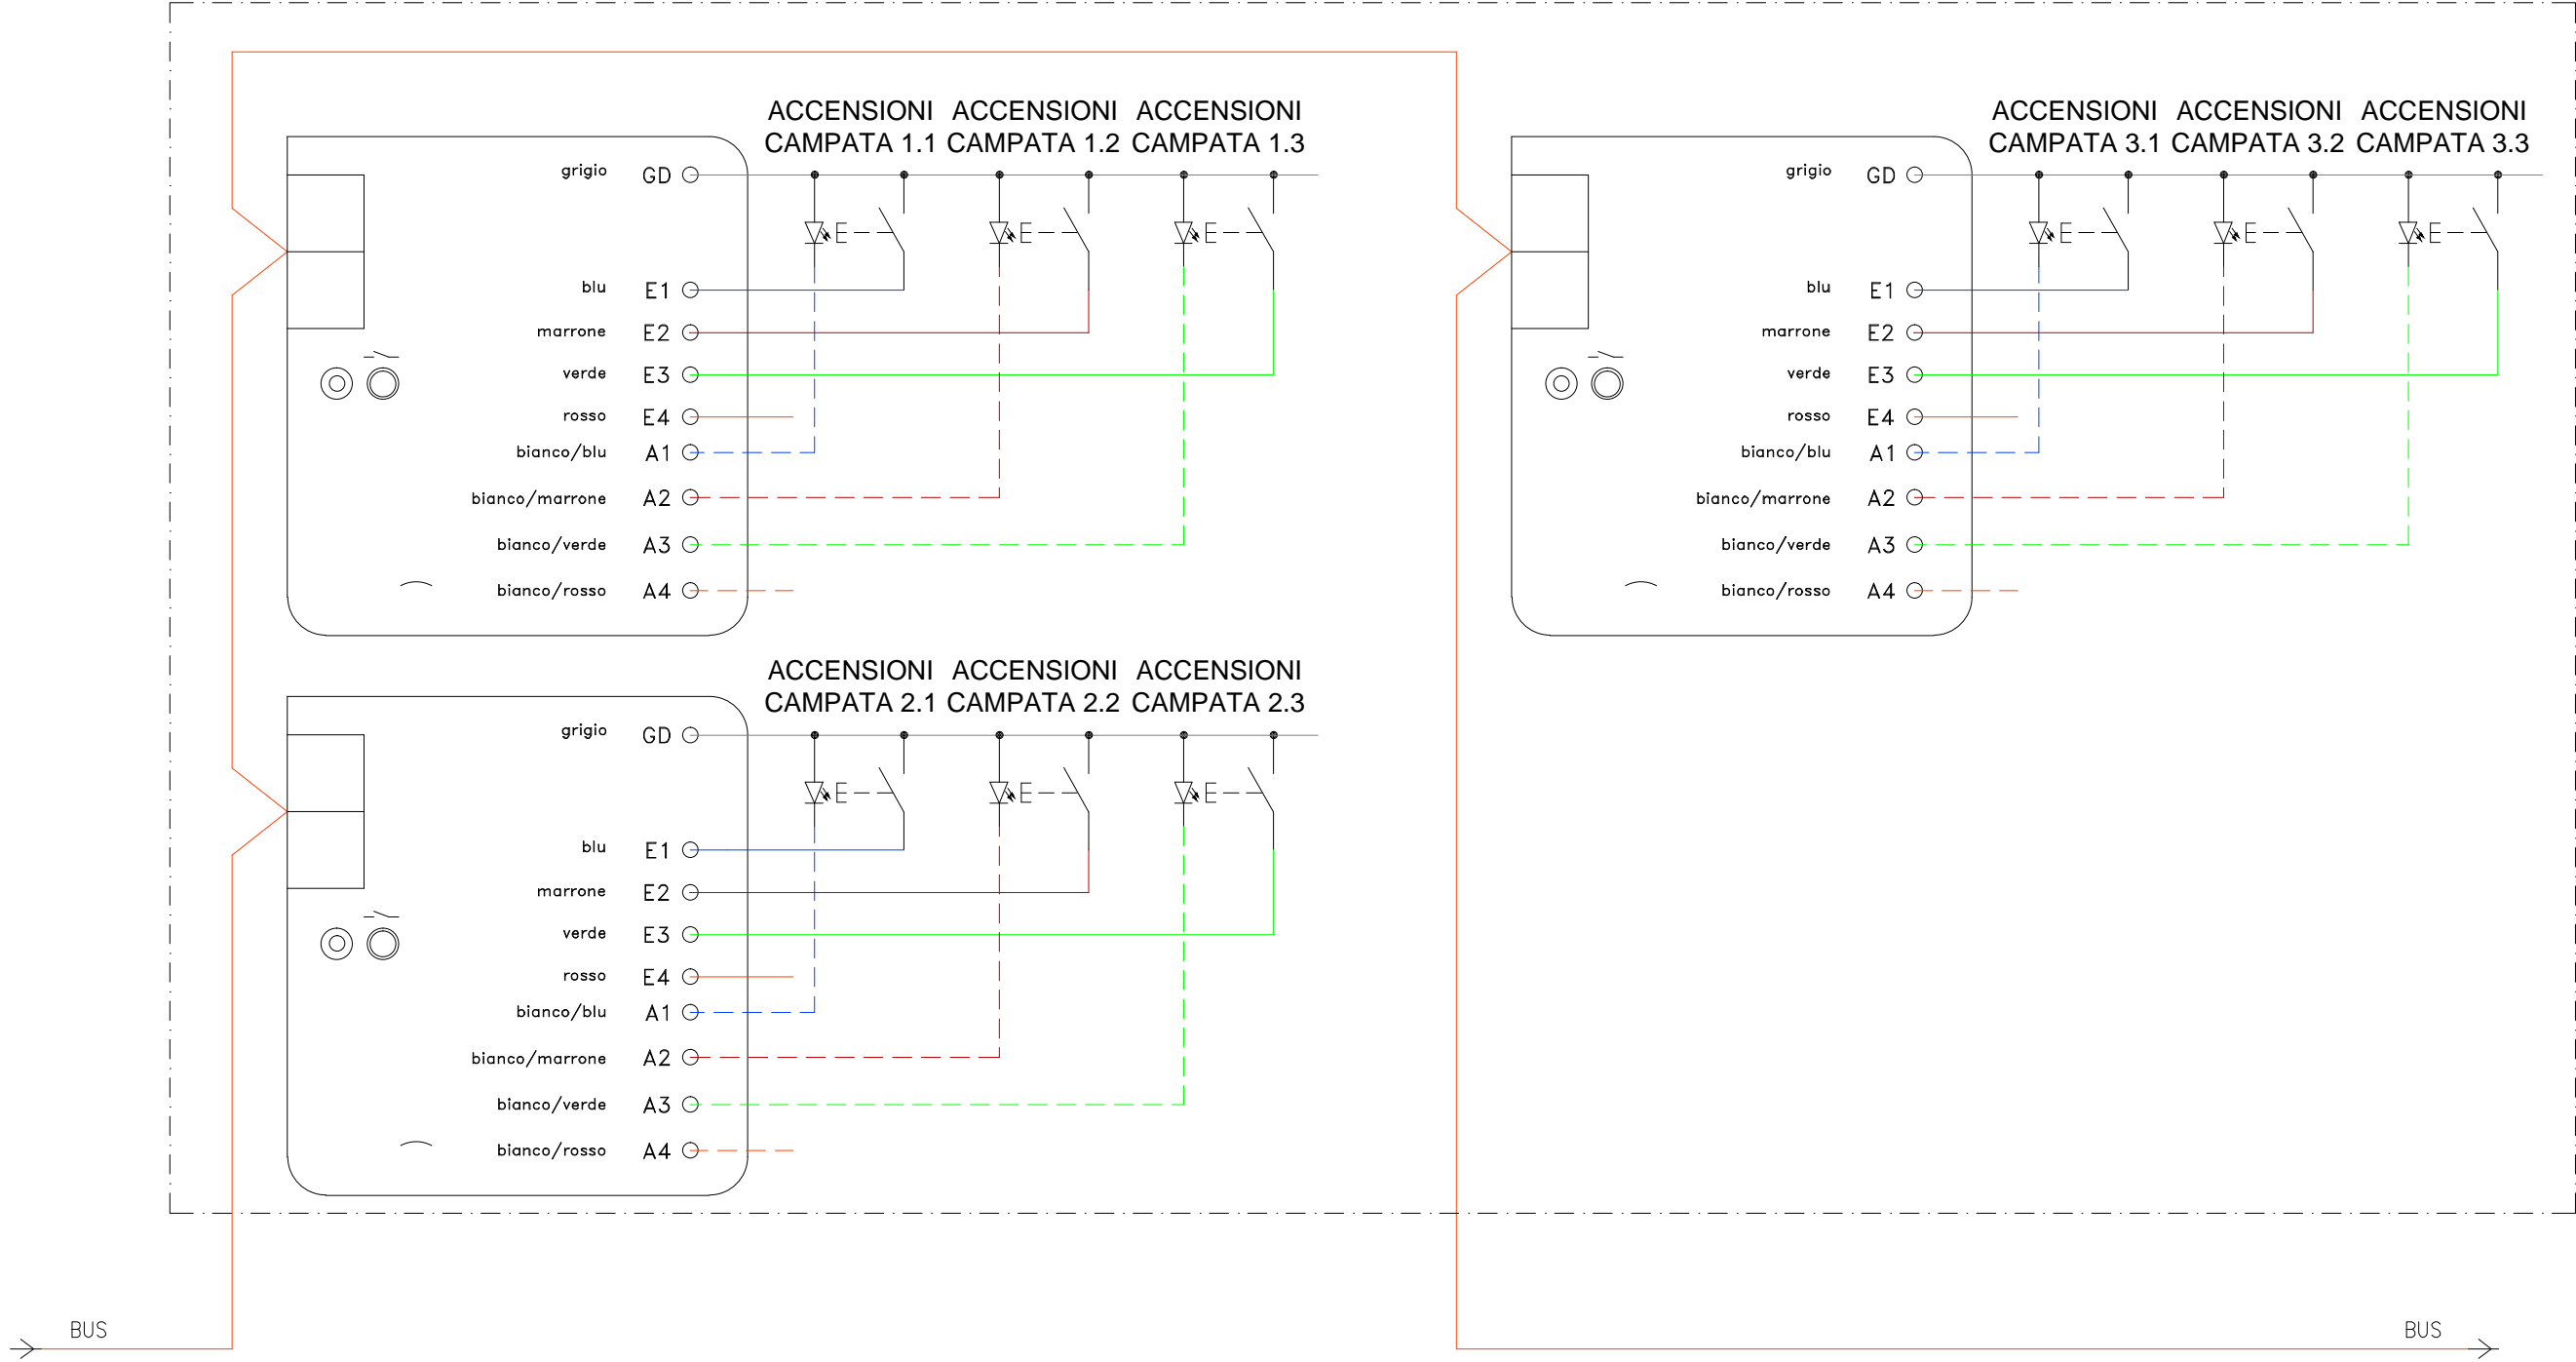 ACCENSIONI ACCENSIONI ACCENSIONI
CAMPATA 1.1 CAMPATA 1.2 CAMPATA 1.3
grigio GD
E E E
blu E1
marrone E2
verde E3
rosso E4
bianco/blu A1
bianco/marrone A2
bianco/verde A3
bianco/rosso A4
ACCENSIONI ACCENSIONI ACCENSIONI
CAMPATA 2.1 CAMPATA 2.2 CAMPATA 2.3
grigio GD
E E E
blu E1
marrone E2
verde E3
rosso E4
bianco/blu A1
bianco/marrone A2
bianco/verde A3
bianco/rosso A4
ACCENSIONI ACCENSIONI ACCENSIONI
CAMPATA 3.1 CAMPATA 3.2 CAMPATA 3.3
grigio GD
E E E
blu E1
marrone E2
verde E3
rosso E4
bianco/blu A1
bianco/marrone A2
bianco/verde A3
bianco/rosso A4
BUS
BUS